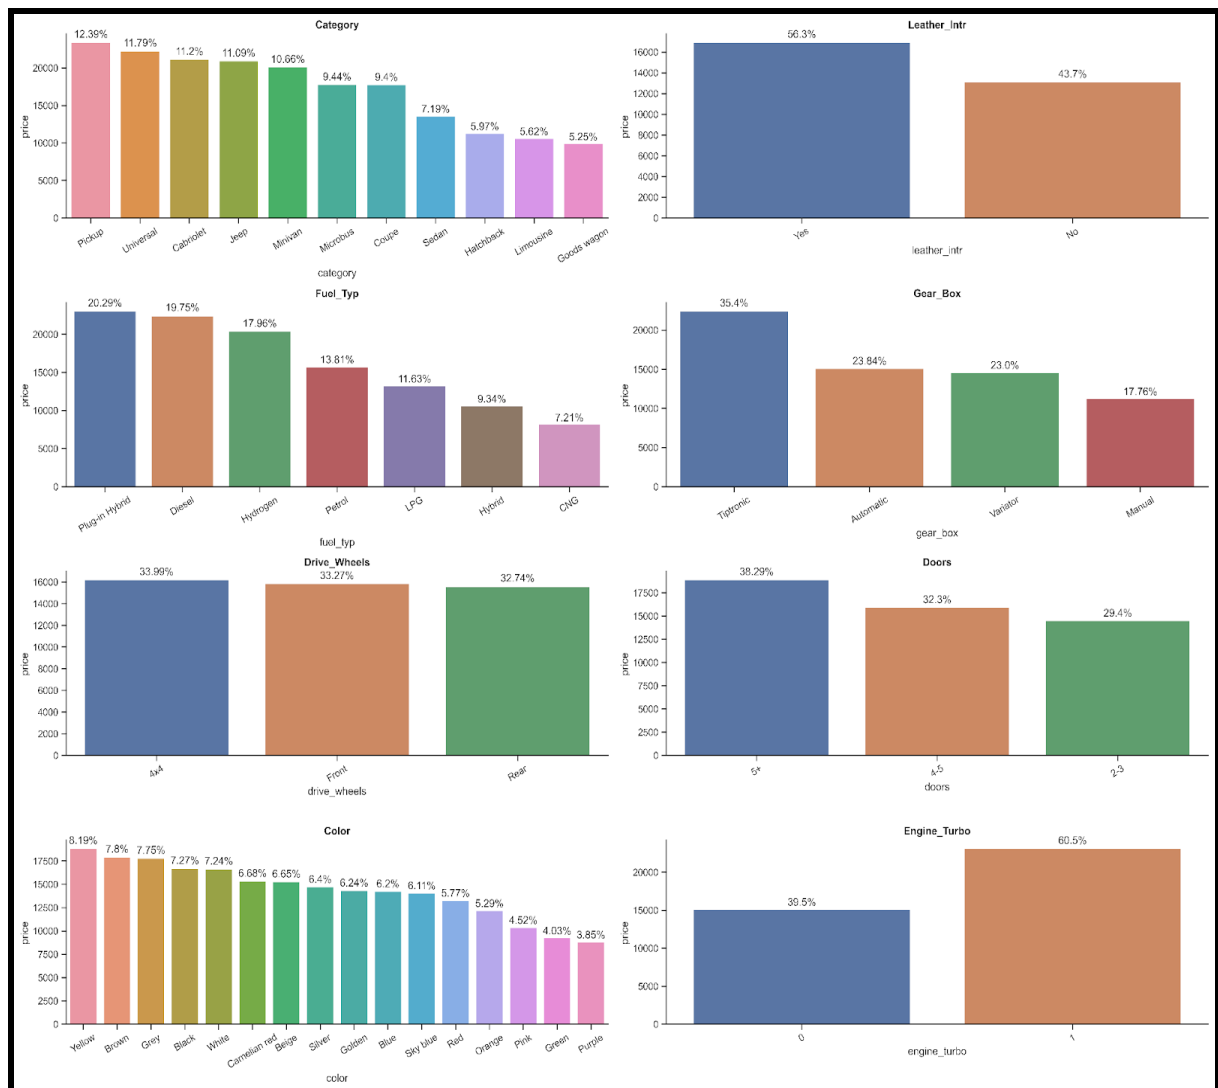 Category
12.39%
11.79%
11.2%
11.09%
10.66%
9.44%
9.4%
7.19%
5.97%
5.62%
5.25%
price
20000
15000
10000
5000
0
Pickup
Universal
Cabriolet
Jeep
Minivan
Microbus
Coupe
Sedan
Hatchback
Limousine
Goods wagon
category
Leather_Intr
56.3%
43.7%
price
16000
14000
12000
10000
8000
6000
4000
2000
0
Yes
No
leather_intr
Fuel_Typ
20.29%
19.75%
17.96%
13.81%
11.63%
9.34%
7.21%
price
20000
15000
10000
5000
0
Plug-in Hybrid
Diesel
Hydrogen
Petrol
LPG
Hybrid
CNG
fuel_typ
Gear_Box
35.4%
23.84%
23.0%
17.76%
price
20000
15000
10000
5000
0
Tiptronic
Automatic
Variator
Manual
gear_box
Drive_Wheels
33.99%
33.27%
32.74%
price
16000
14000
12000
10000
8000
6000
4000
2000
0
4x4
Front
Rear
drive_wheels
Doors
38.29%
32.3%
29.4%
price
17500
15000
12500
10000
7500
5000
2500
0
5+
4-5
2-3
doors
Color
8.19%
7.8%
7.75%
7.27%
7.24%
6.68%
6.65%
6.4%
6.24%
6.2%
6.11%
5.77%
5.29%
4.52%
4.03%
3.85%
price
17500
15000
12500
10000
7500
5000
2500
0
Yellow
Brown
Grey
Black
White
Carnelian red
Beige
Silver
Golden
Blue
Sky blue
Red
Orange
Pink
Green
Purple
color
Engine_Turbo
39.5%
60.5%
price
20000
15000
10000
5000
0
0
1
engine_turbo